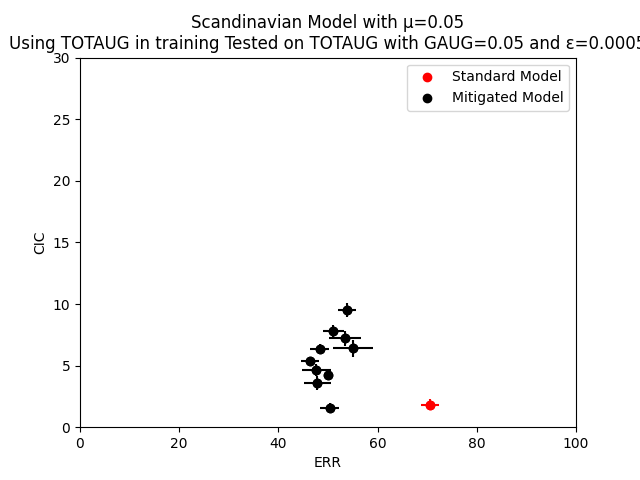 Scandinavian Model with μ=0.05
Using TOTAUG in training Tested on TOTAUG with GAUG=0.05 and ε=0.0005
30
25
20
15
10
5
0
CIC
0 20 40 60 80 100
ERR
Standard Model
Mitigated Model